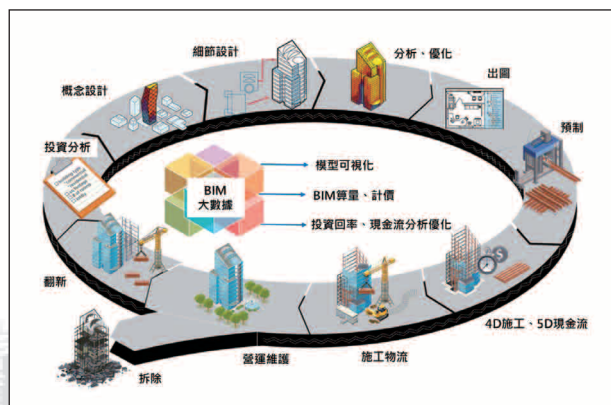 細節設計
分析、優化
出圖
概念設計
預制
投資分析
BIM
大數據
模型可視化
BIM算量、計價
投資回率、現金流分析優化
翻新
4D施工、5D現金流
施工物流
營運維護
拆除